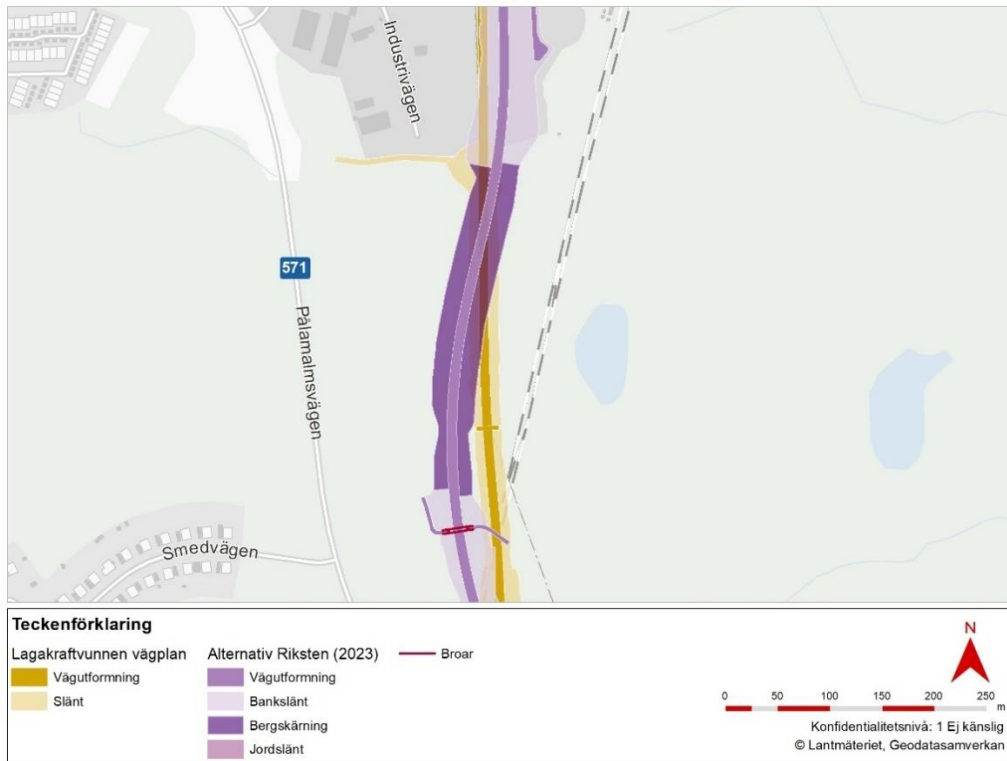 Industrivägen
571
Pålamalmsvägen
Smedvägen
Teckenförklaring
Lagakraftvunnen vägplan
Vägutformning
Slänt
Alternativ Riksten (2023)
Vägutformning
Bankslänt
Bergskärning
Jordslänt
Broar
N
0 50 100 150 200 250
m
Konfidentialitetsnivå: 1 Ej känslig
© Lantmäteriet, Geodatasamverkan